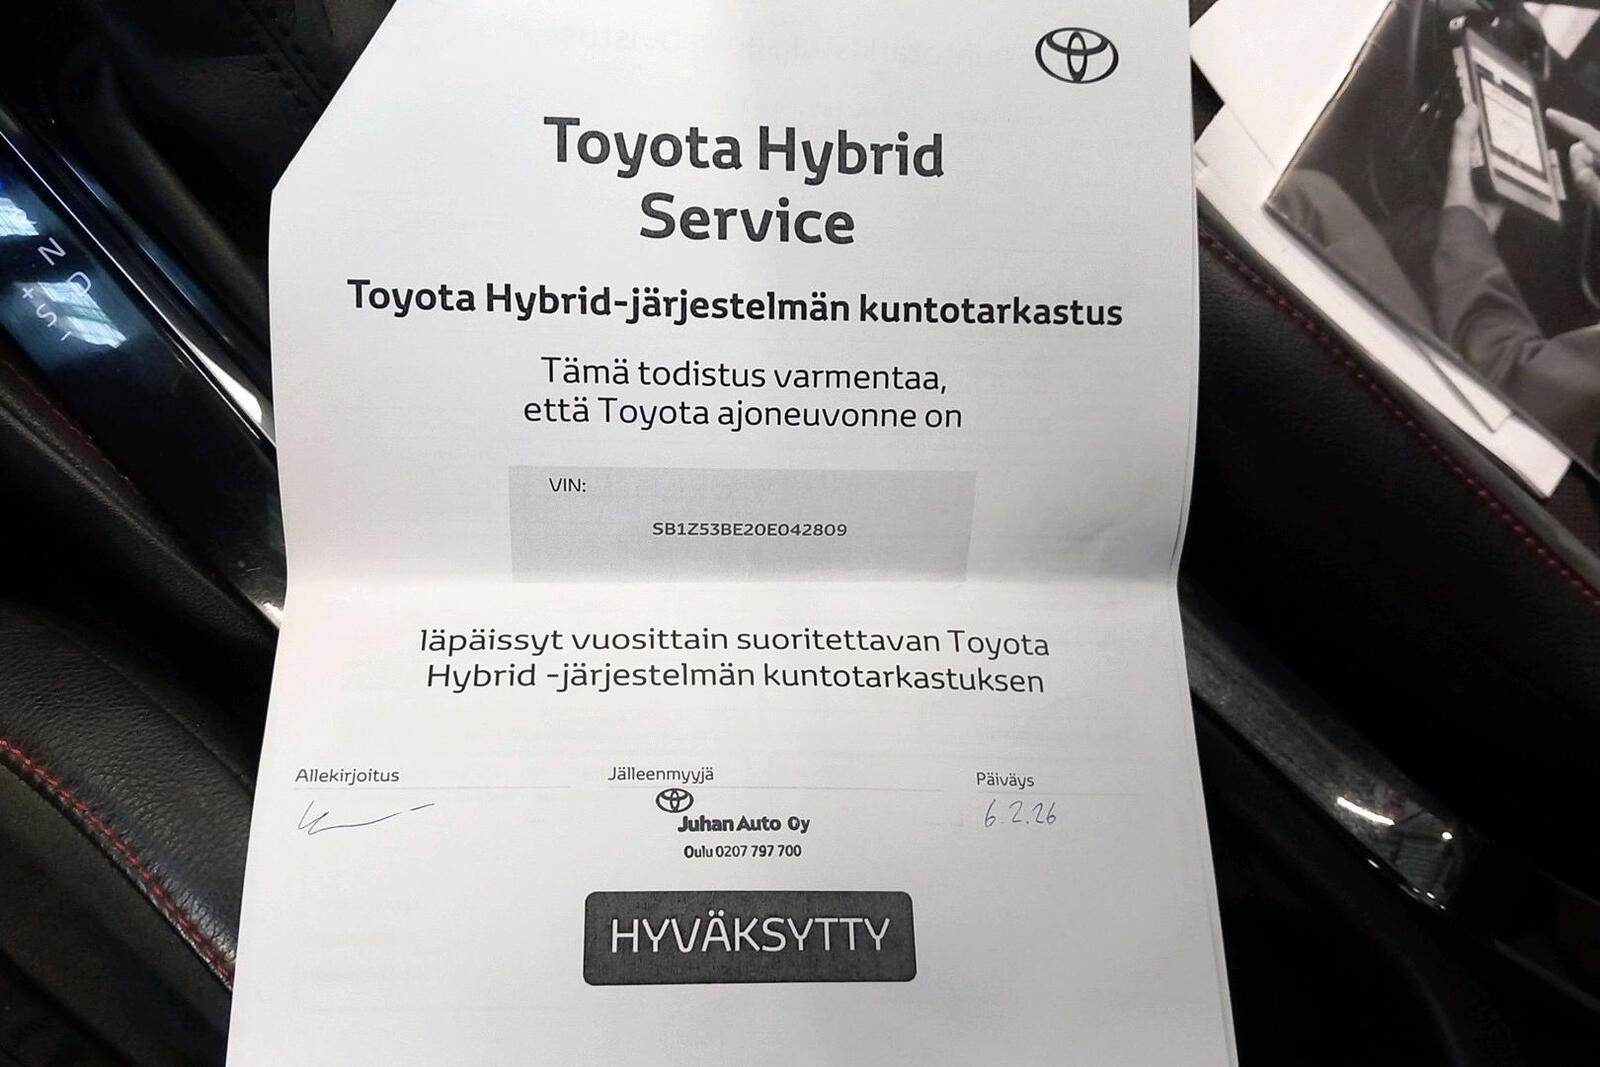 Toyota Hybrid
Service
Toyota Hybrid-järjestelmän kuntotarkastus
Tämä todistus varmentaa,
että Toyota ajoneuvonne on
VIN:
SB1Z53BE20E042809
läpäissyt vuosittain suoritettavan Toyota
Hybrid -järjestelmän kuntotarkastuksen
Allekirjoitus
Jälleenmyyjä
Päiväys
6.2.26
Juhan Auto Oy
Oulu 0207 797 700
HYVÄKSYTTY
N
D
+
S
-